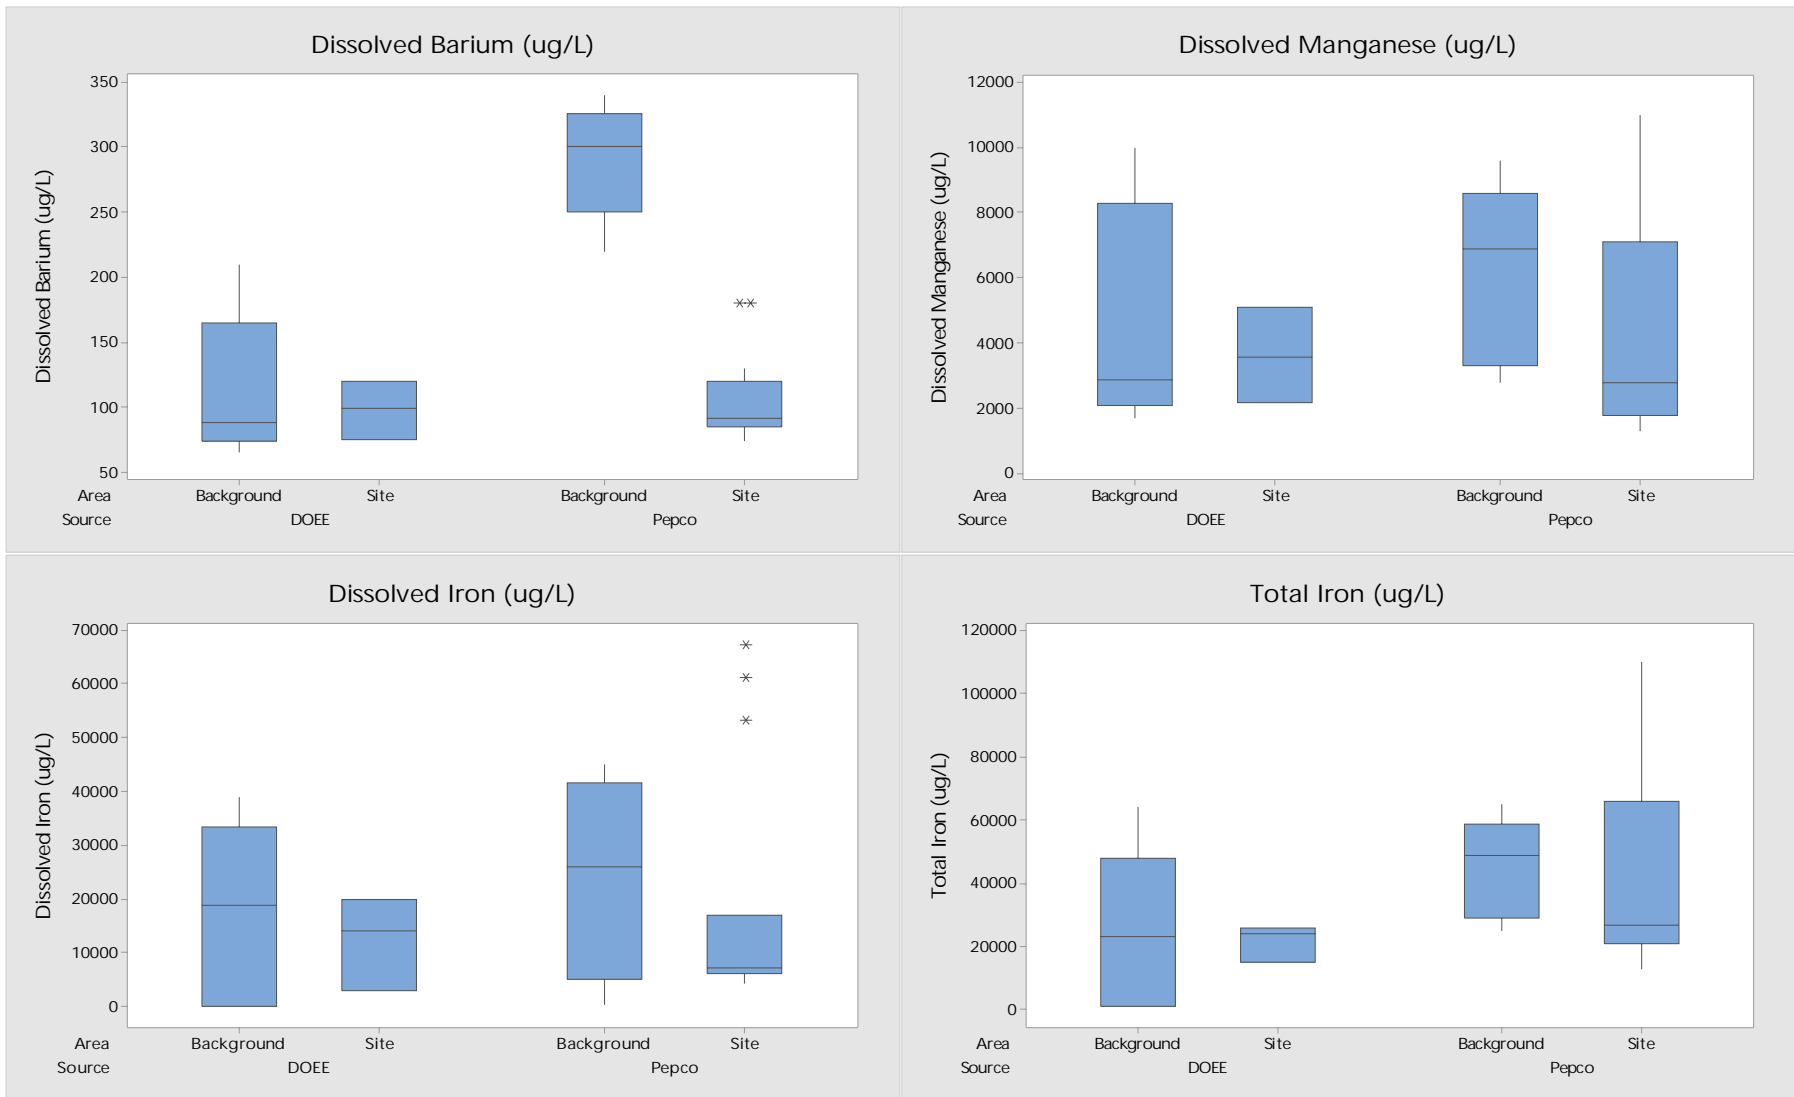 Dissolved Barium (ug/L)
Dissolved Barium (ug/L)
350
300
250
200
150
100
50
Area Background Site Background Site
Source DOEE Pepco
Dissolved Manganese (ug/L)
Dissolved Manganese (ug/L)
12000
10000
8000
6000
4000
2000
0
Area Background Site Background Site
Source DOEE Pepco
Dissolved Iron (ug/L)
Dissolved Iron (ug/L)
70000
60000
50000
40000
30000
20000
10000
0
Area Background Site Background Site
Source DOEE Pepco
Total Iron (ug/L)
Total Iron (ug/L)
120000
100000
80000
60000
40000
20000
0
Area Background Site Background Site
Source DOEE Pepco